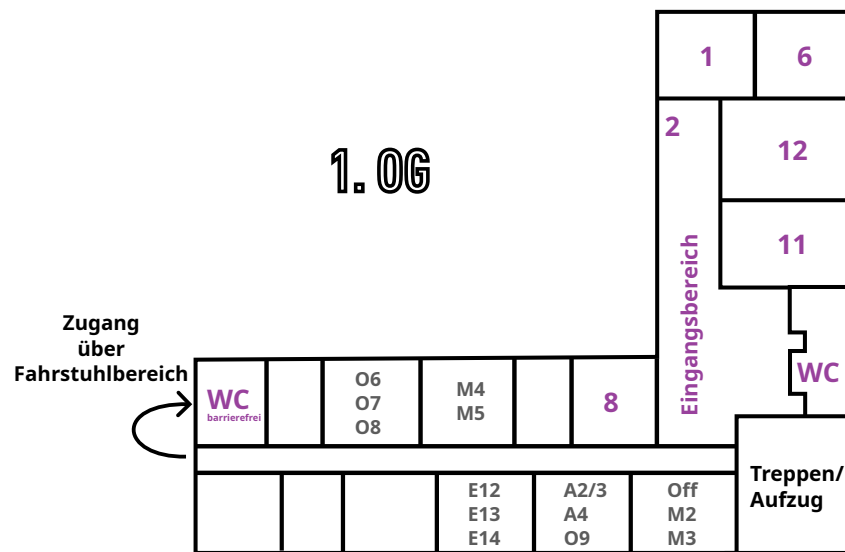 1
6
2
12
1. OG
11
Eingangsbereich
Zugang
über
Fahrstuhlbereich
WC
WC
barrierefrei
O6
O7
O8
M4
M5
8
Treppen/
Aufzug
E12
E13
E14
A2/3
A4
O9
Off
M2
M3